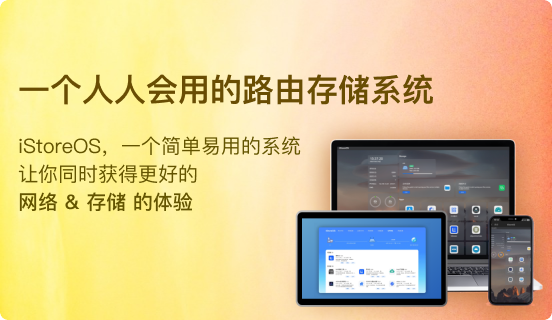 一个人人会用的路由存储系统
iStoreOS，一个简单易用的系统
让你同时获得更好的
网络 & 存储 的体验